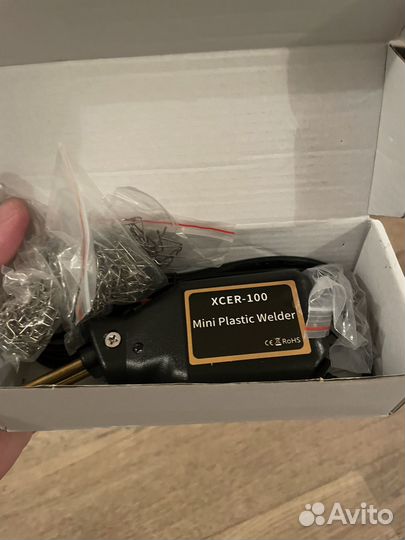 XCER-100
Mini Plastic Welder
CE RoHS
Avito